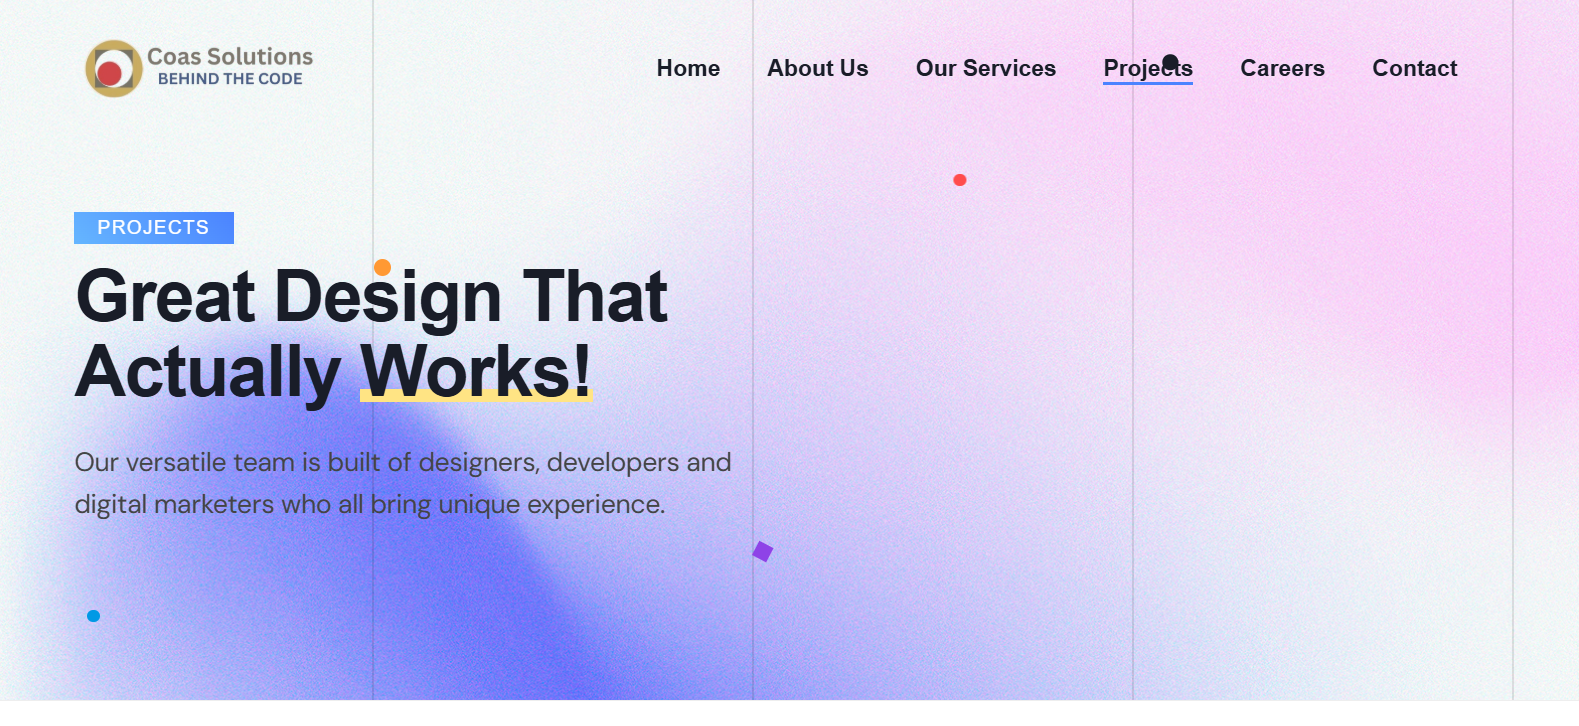 Coas Solutions
BEHIND THE CODE
Home About Us Our Services Projects Careers Contact
PROJECTS
Great Design That
Actually Works!
Our versatile team is built of designers, developers and
digital marketers who all bring unique experience.